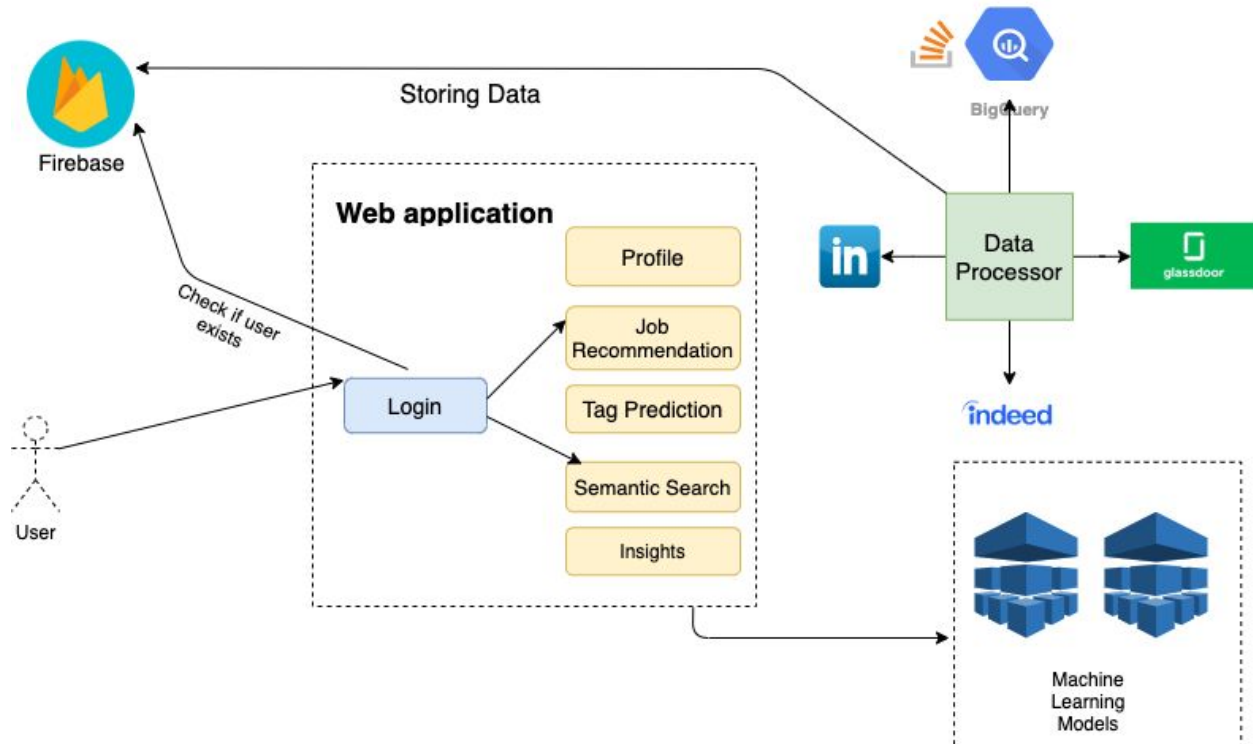 Storing Data
BigQuery
Firebase
Web application
Profile
Data
Processor
in
glassdoor
Check if user
exists
Job
Recommendation
Login
Tag Prediction
indeed
Semantic Search
User
Insights
Machine
Learning
Models